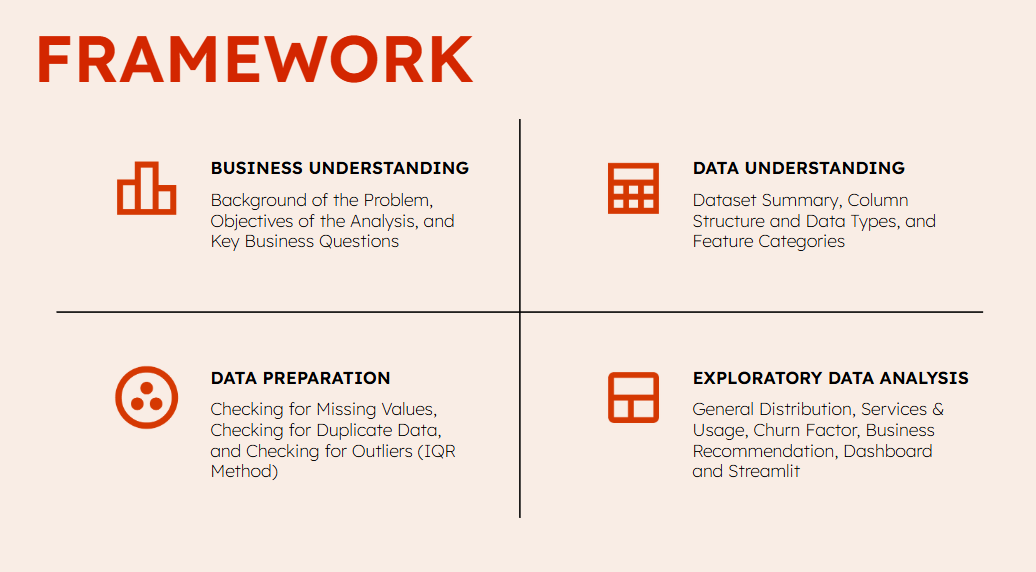 FRAMEWORK
BUSINESS UNDERSTANDING
Background of the Problem,
Objectives of the Analysis, and
Key Business Questions
DATA UNDERSTANDING
Dataset Summary, Column
Structure and Data Types, and
Feature Categories
DATA PREPARATION
Checking for Missing Values,
Checking for Duplicate Data,
and Checking for Outliers (IQR
Method)
EXPLORATORY DATA ANALYSIS
General Distribution, Services &
Usage, Churn Factor, Business
Recommendation, Dashboard
and Streamlit